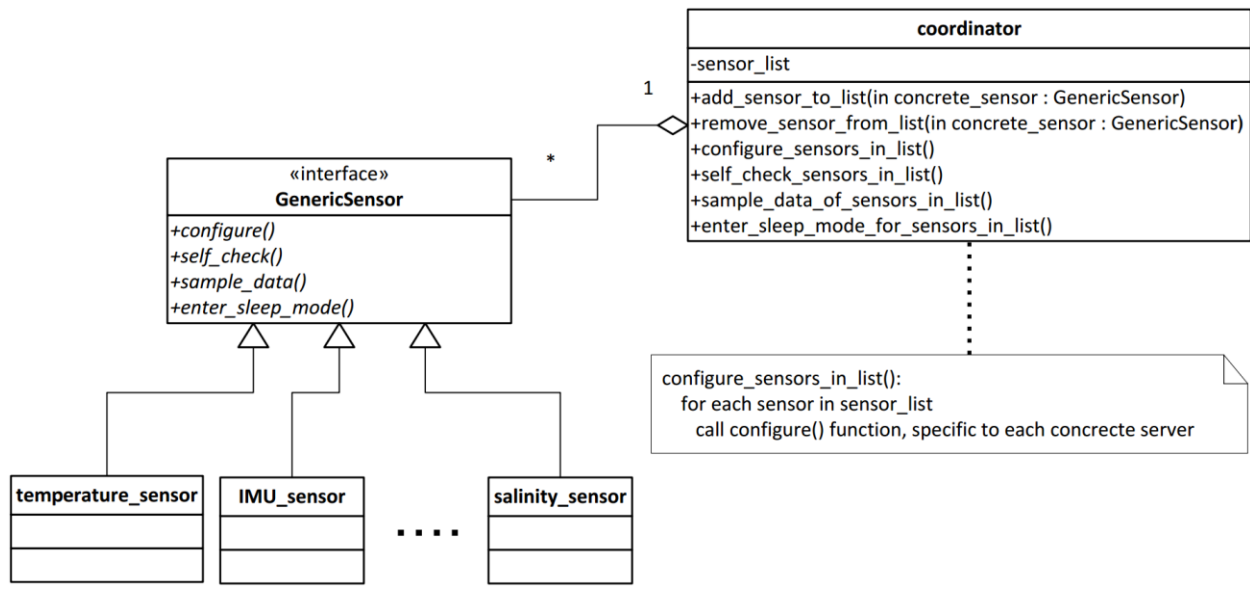 coordinator
-sensor_list
+add_sensor_to_list(in concrete_sensor : GenericSensor)
+remove_sensor_from_list(in concrete_sensor : GenericSensor)
+configure_sensors_in_list()
+self_check_sensors_in_list()
+sample_data_of_sensors_in_list()
+enter_sleep_mode_for_sensors_in_list()
1
*
«interface»
GenericSensor
+configure()
+self_check()
+sample_data()
+enter_sleep_mode()
configure_sensors_in_list():
for each sensor in sensor_list
call configure() function, specific to each concrecte server
temperature_sensor
IMU_sensor
....
salinity_sensor